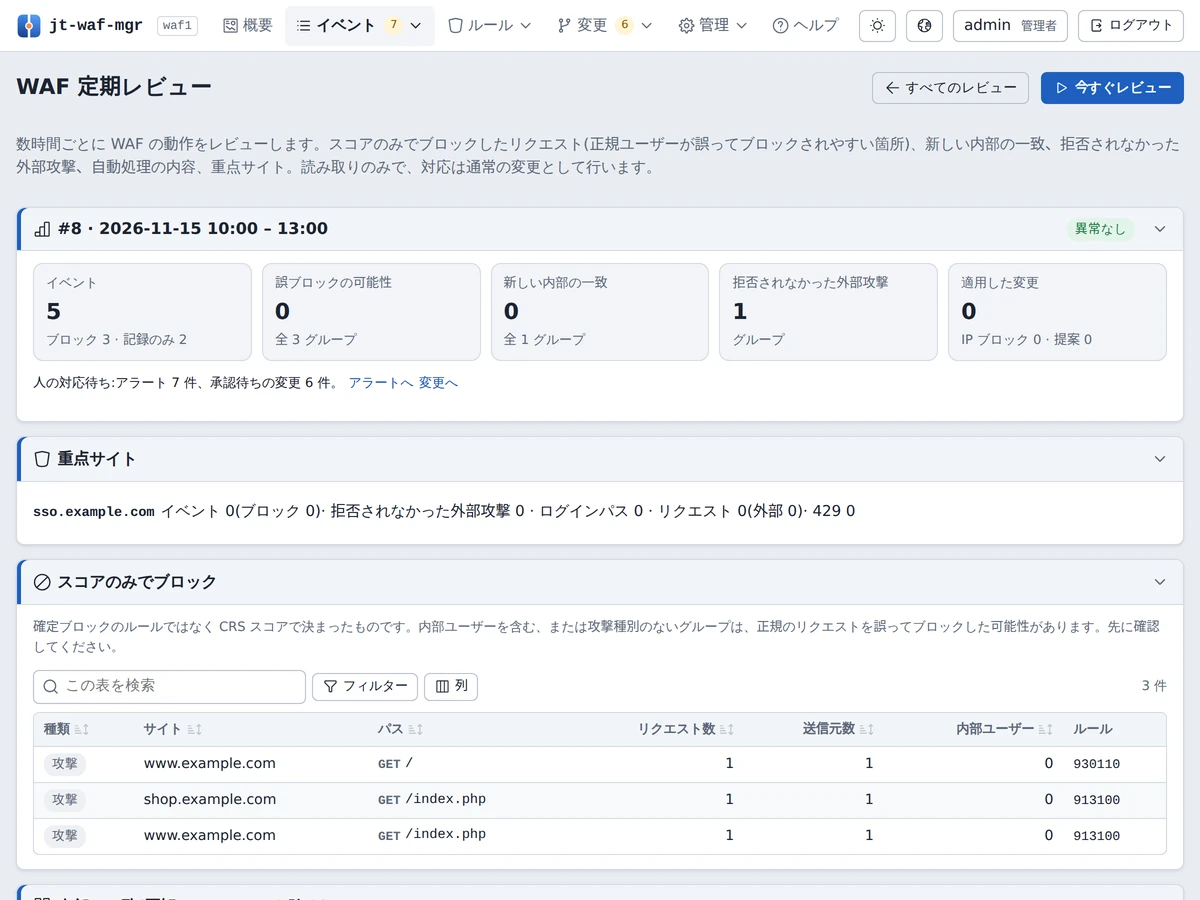 jt-waf-mgr waf1 概要 イベント 7 ルール 変更 6 管理 ヘルプ admin 管理者 ログアウト
WAF 定期レビュー
すべてのレビュー
今すぐレビュー
数時間ごとに WAF の動作をレビューします。スコアのみでブロックしたリクエスト(正規ユーザーが誤ってブロックされやすい箇所)、新しい内部の一致、拒否されなかった
外部攻撃、自動処理の内容、重点サイト。読み取りのみで、対応は通常の変更として行います。
#8 · 2026-11-15 10:00 – 13:00
異常なし
イベント
5
ブロック 3 · 記録のみ 2
誤ブロックの可能性
0
全 3 グループ
新しい内部の一致
0
全 1 グループ
拒否されなかった外部攻撃
1
グループ
適用した変更
0
IP ブロック 0 · 提案 0
人の対応待ち:アラート 7 件、承認待ちの変更 6 件。 アラートへ 変更へ
重点サイト
sso.example.com イベント 0(ブロック 0)· 拒否されなかった外部攻撃 0 · ログインパス 0 · リクエスト 0(外部 0)· 429 0
スコアのみでブロック
確定ブロックのルールではなく CRS スコアで決まったものです。内部ユーザーを含む、または攻撃種別のないグループは、正規のリクエストを誤ってブロックした可能性があります。先に確認
してください。
この表を検索
フィルター
列
3 件
種類 サイト パス リクエスト数 送信元数 内部ユーザー ルール
攻撃 www.example.com GET / 1 1 0 930110
攻撃 shop.example.com GET /index.php 1 1 0 913100
攻撃 www.example.com GET /index.php 1 1 0 913100